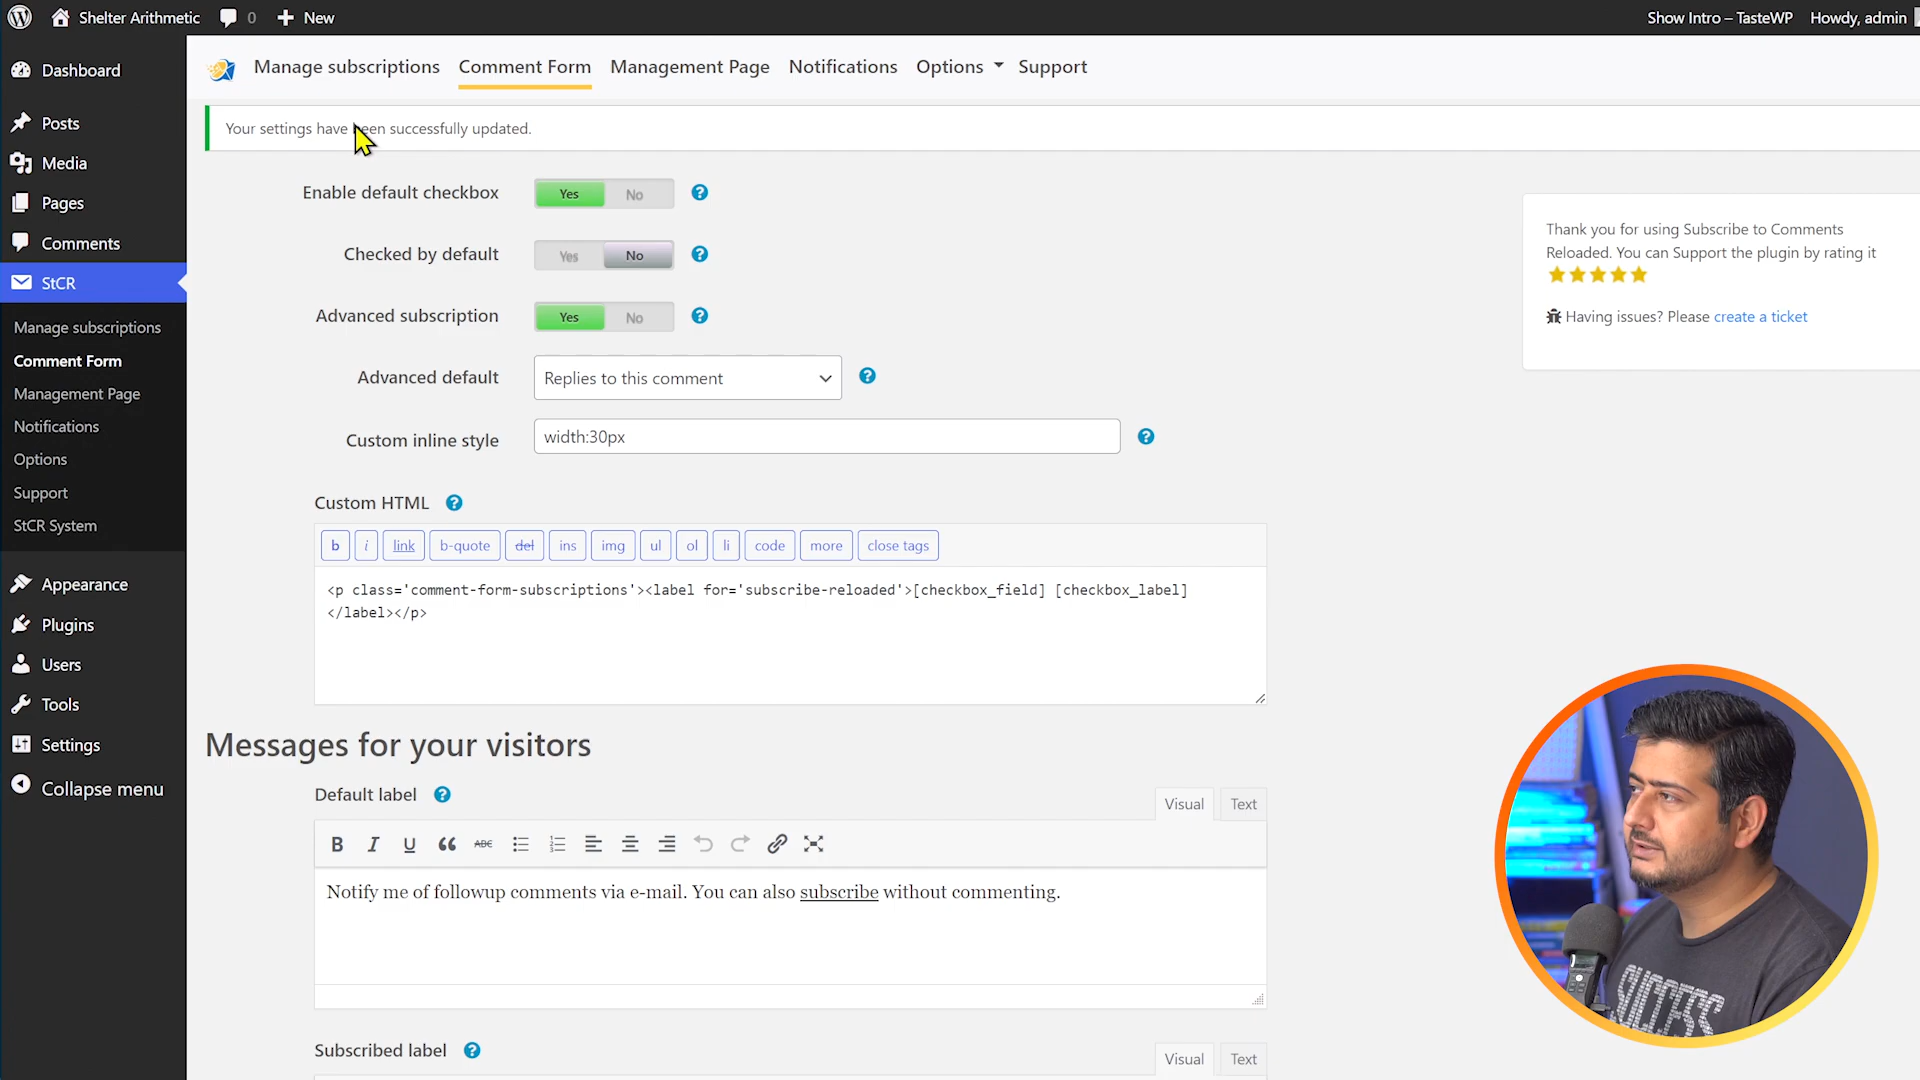 Shelter Arithmetic 0 New Show Intro – TasteWP Howdy, admin
Dashboard
Posts
Media
Pages
Comments
StCR
Manage subscriptions
Comment Form
Management Page
Notifications
Options
Support
StCR System
Appearance
Plugins
Users
Tools
Settings
Collapse menu
Manage subscriptions Comment Form Management Page Notifications Options Support
Your settings have been successfully updated.
Enable default checkbox Yes No ?
Checked by default Yes No ?
Advanced subscription Yes No ?
Advanced default Replies to this comment ?
Custom inline style width:30px ?
Custom HTML ?
b i link b-quote del ins img ul ol li code more close tags
<p class='comment-form-subscriptions'><label for='subscribe-reloaded'>[checkbox_field] [checkbox_label]
</label></p>
Messages for your visitors
Default label ? Visual Text
B I U ABC
Notify me of followup comments via e-mail. You can also subscribe without commenting.
Subscribed label ? Visual Text
Thank you for using Subscribe to Comments
Reloaded. You can Support the plugin by rating it
Having issues? Please create a ticket
SUCCESS